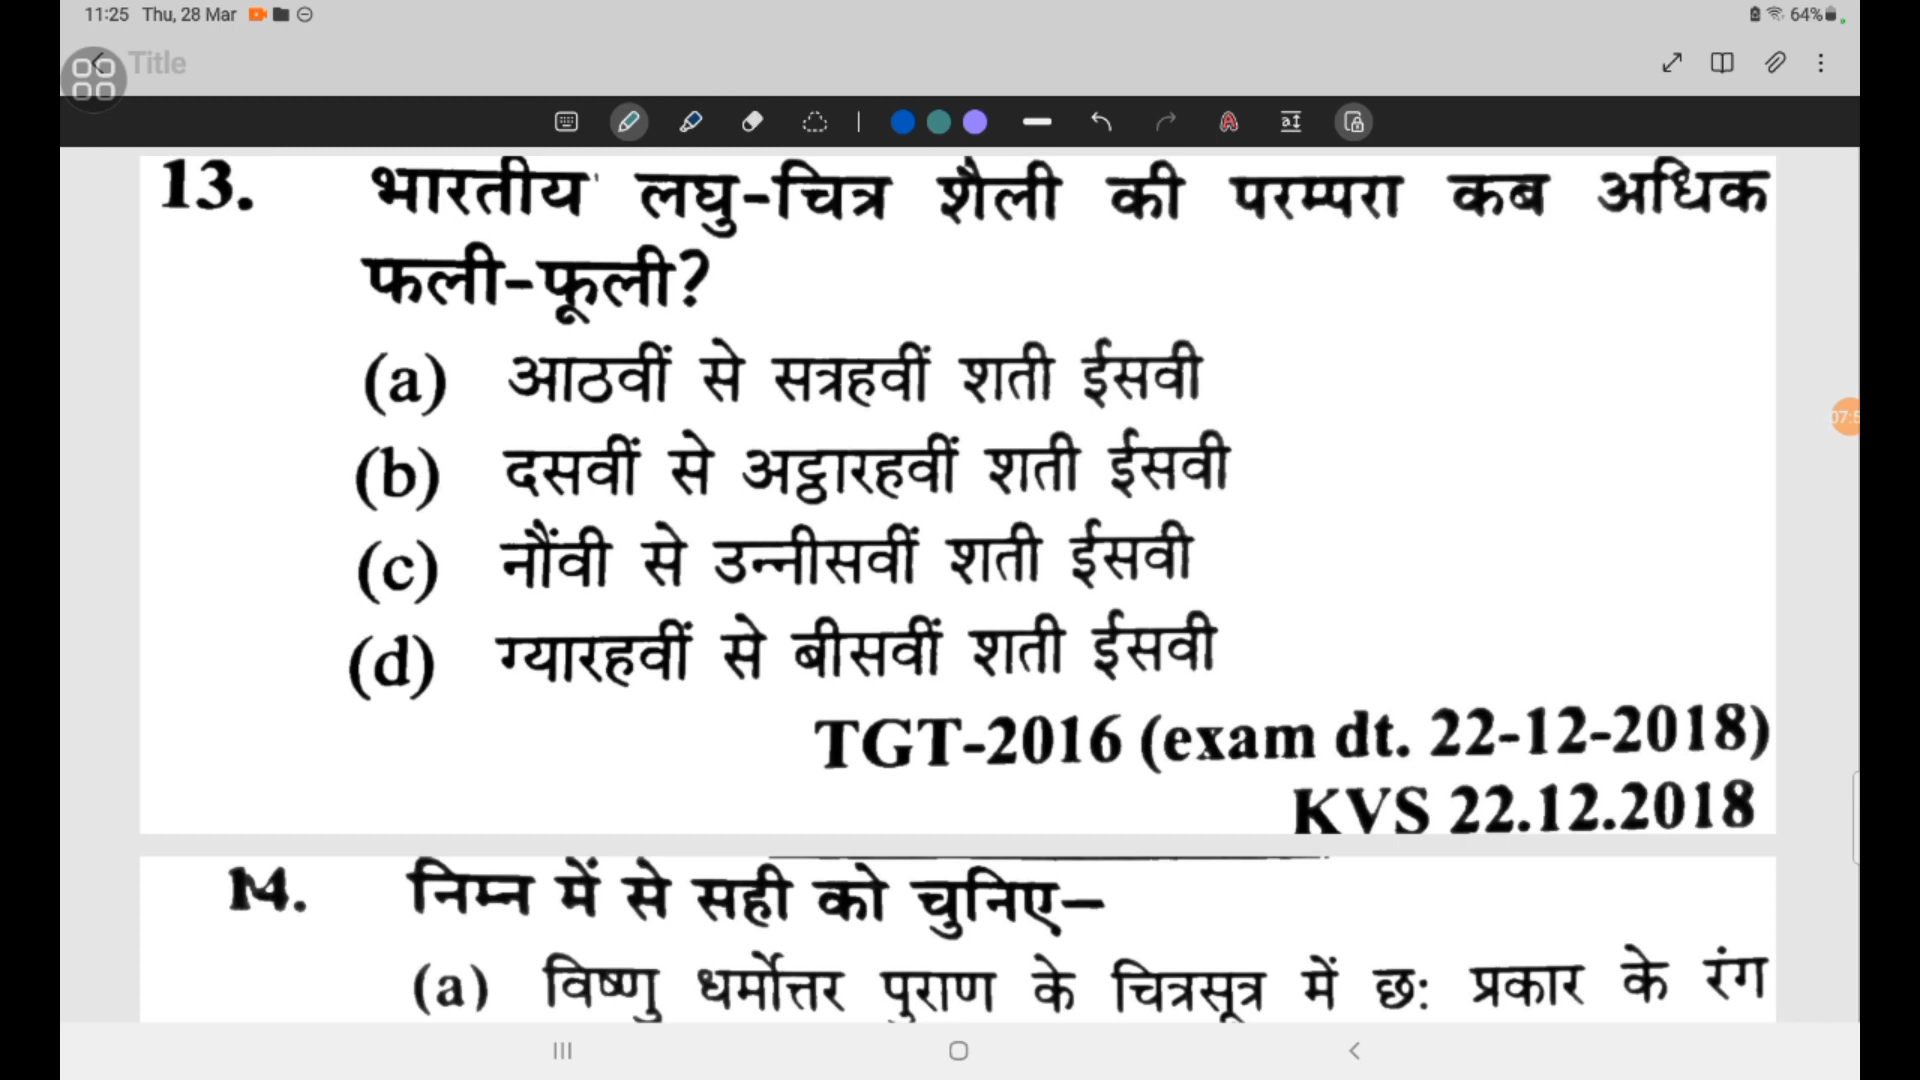 11:25 Thu, 28 Mar
64%
Title
13. भारतीय लघु-चित्र शैली की परम्परा कब अधिक
फली-फूली?
(a) आठवीं से सत्रहवीं शती ईसवी
(b) दसवीं से अट्ठारहवीं शती ईसवी
(c) नौंवी से उन्नीसवीं शती ईसवी
(d) ग्यारहवीं से बीसवीं शती ईसवी
TGT-2016 (exam dt. 22-12-2018)
KVS 22.12.2018
14. निम्न में से सही को चुनिए–
(a) विष्णु धर्मोत्तर पुराण के चित्रसूत्र में छः प्रकार के रंग